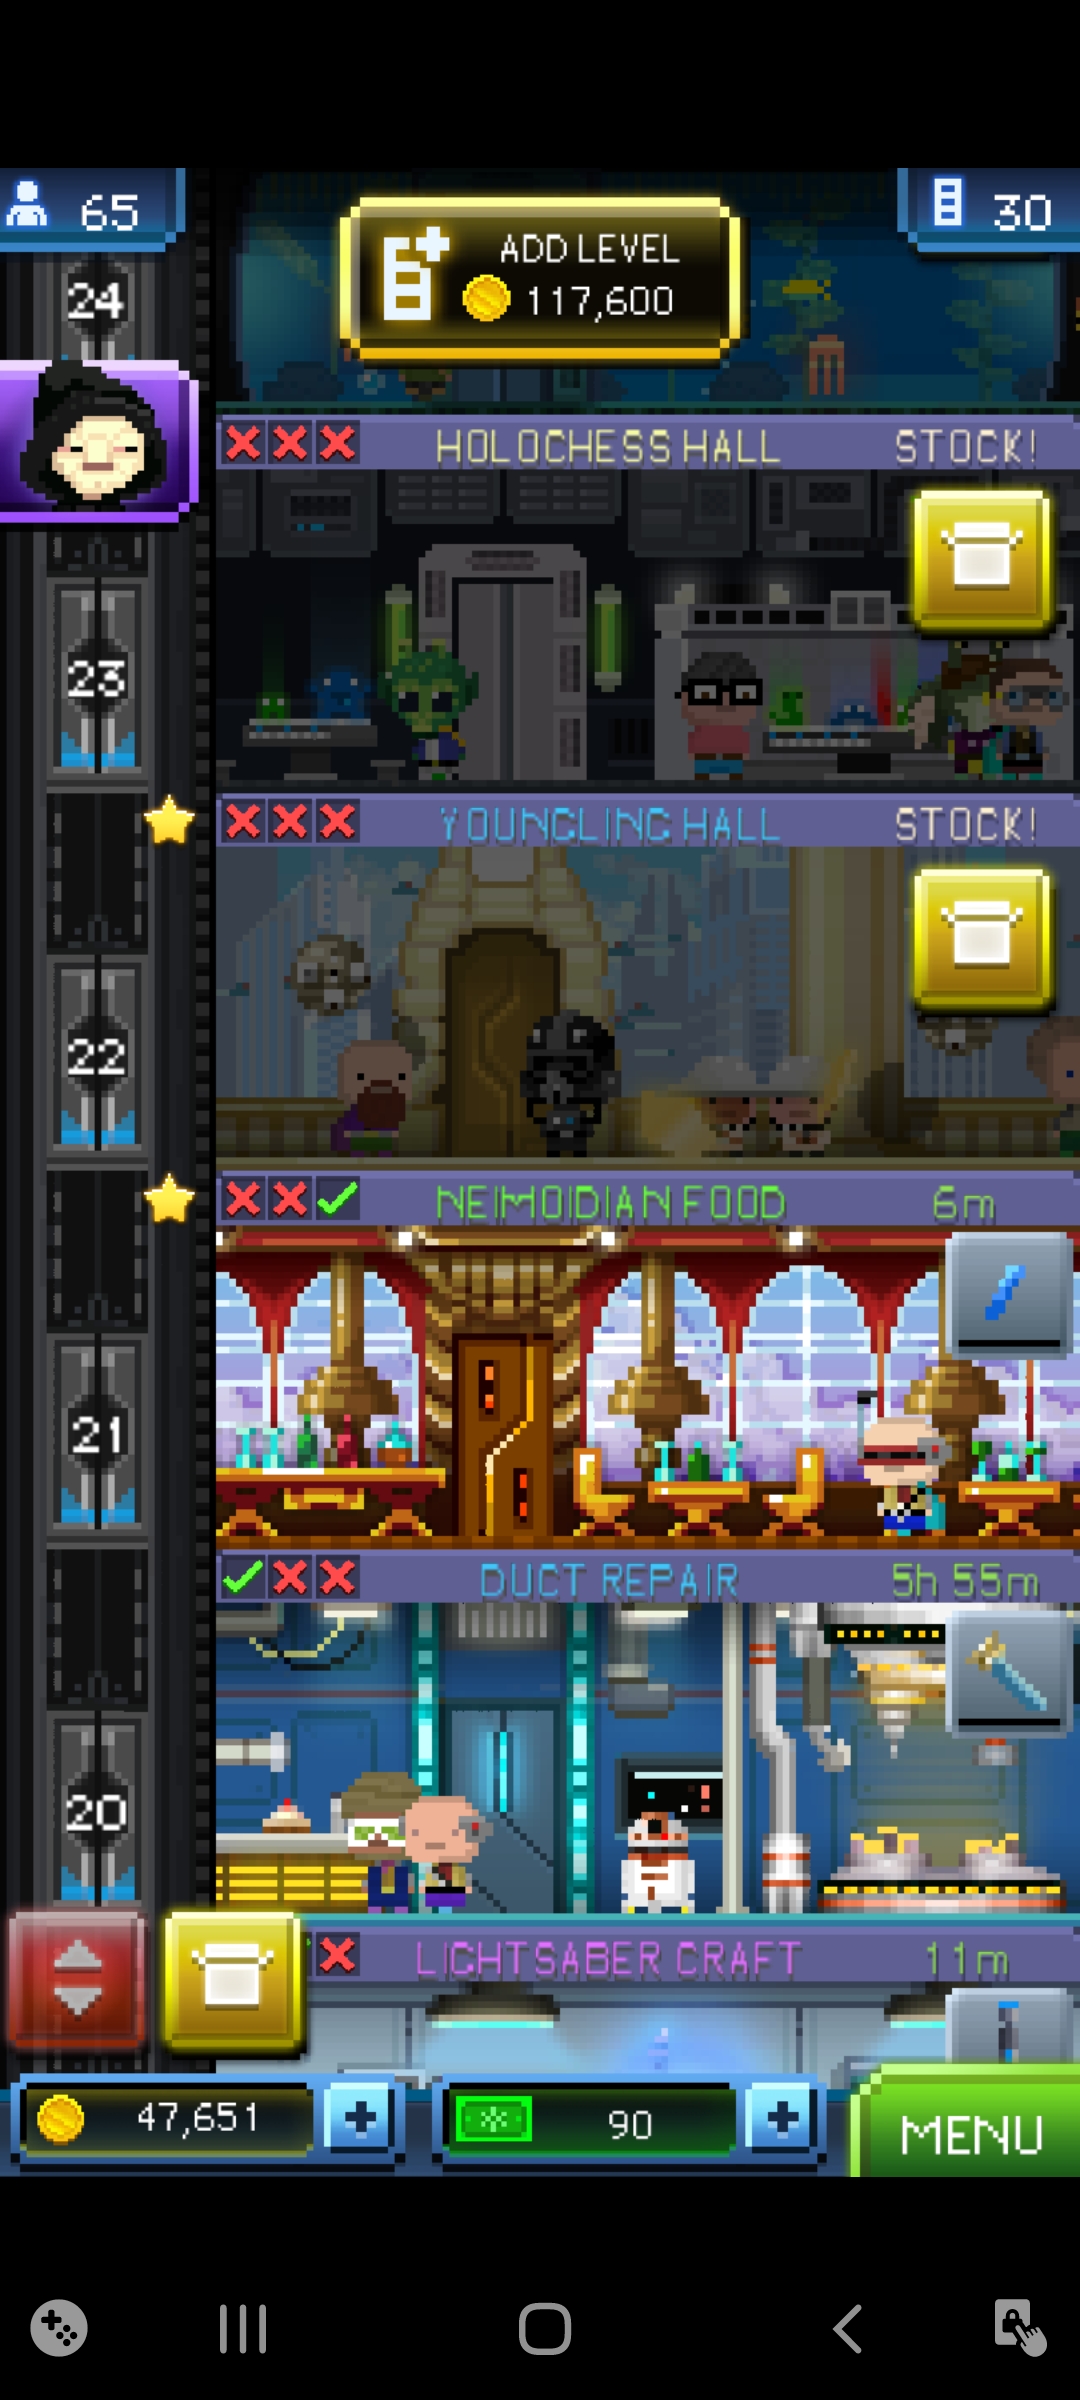 65
30
ADD LEVEL
117,600
24
HOLOCHESS HALL STOCK!
23
YOUNGLING HALL STOCK!
22
NEIMOIDIAN FOOD 6m
21
DUCT REPAIR 5h 55m
20
LIGHTSABER CRAFT 11m
47,651
90
MENU